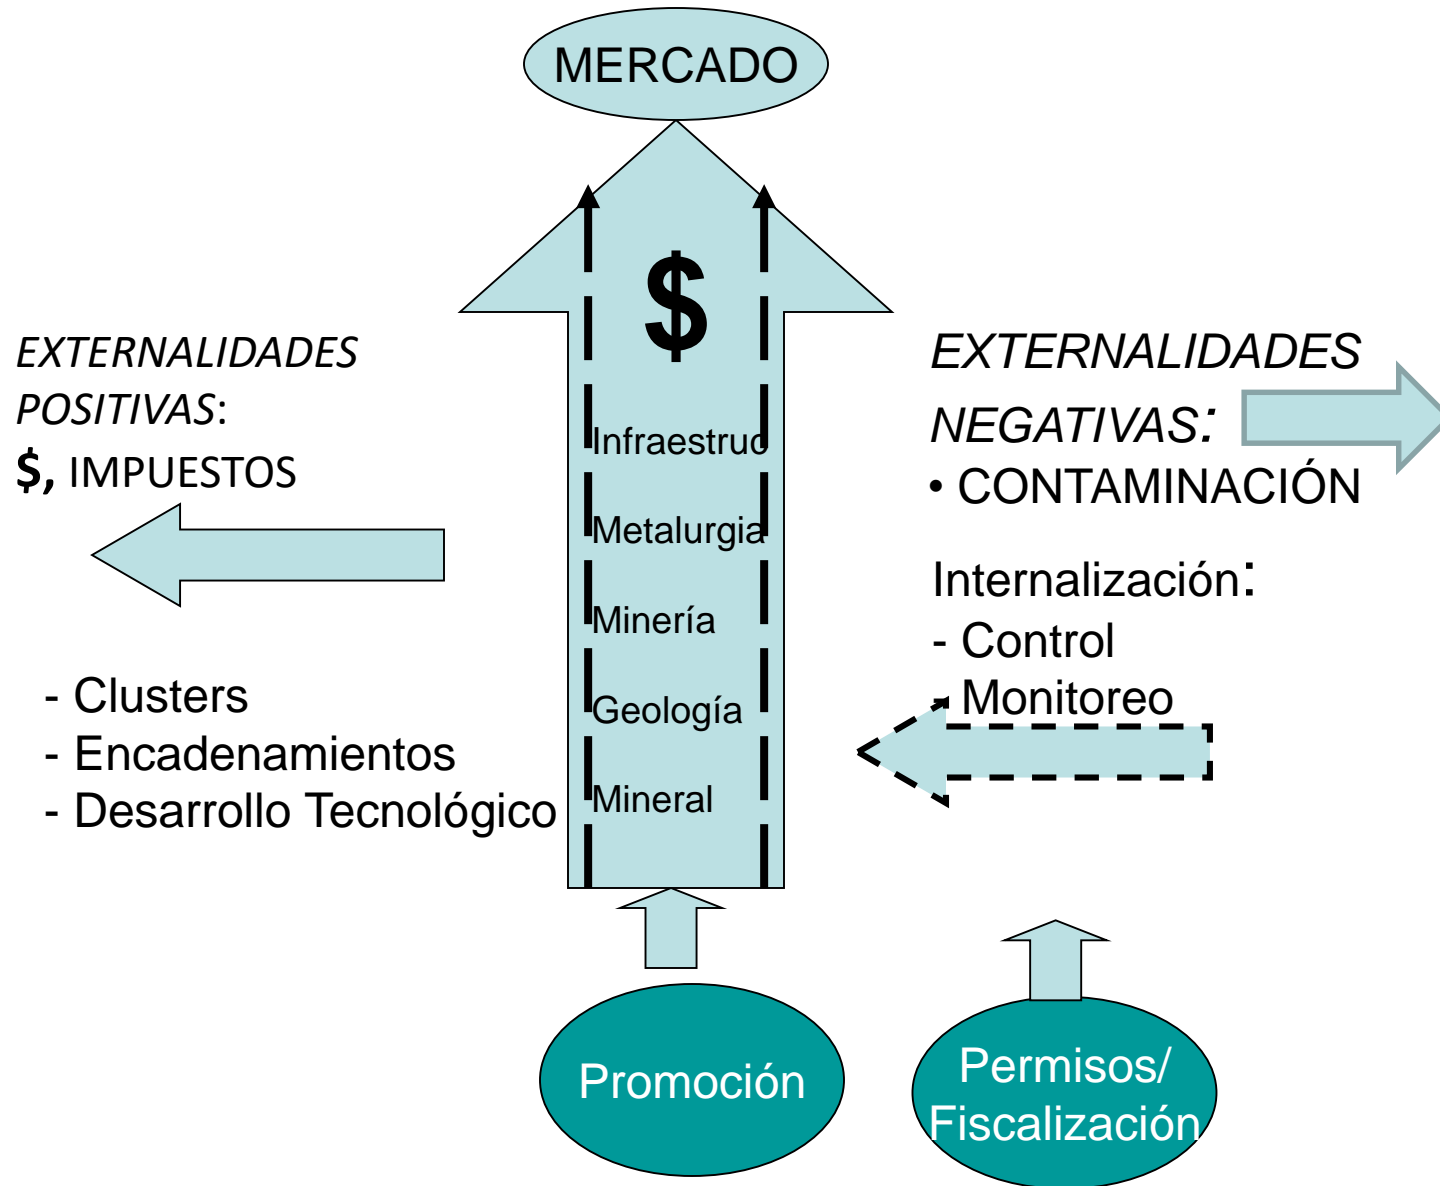 MERCADO
$
EXTERNALIDADES
POSITIVAS:
$, IMPUESTOS
- Clusters
- Encadenamientos
- Desarrollo Tecnológico
Infraestruc
Metalurgia
Minería
Geología
Mineral
EXTERNALIDADES
NEGATIVAS:
• CONTAMINACIÓN
Internalización:
- Control
- Monitoreo
Promoción
Permisos/
Fiscalización